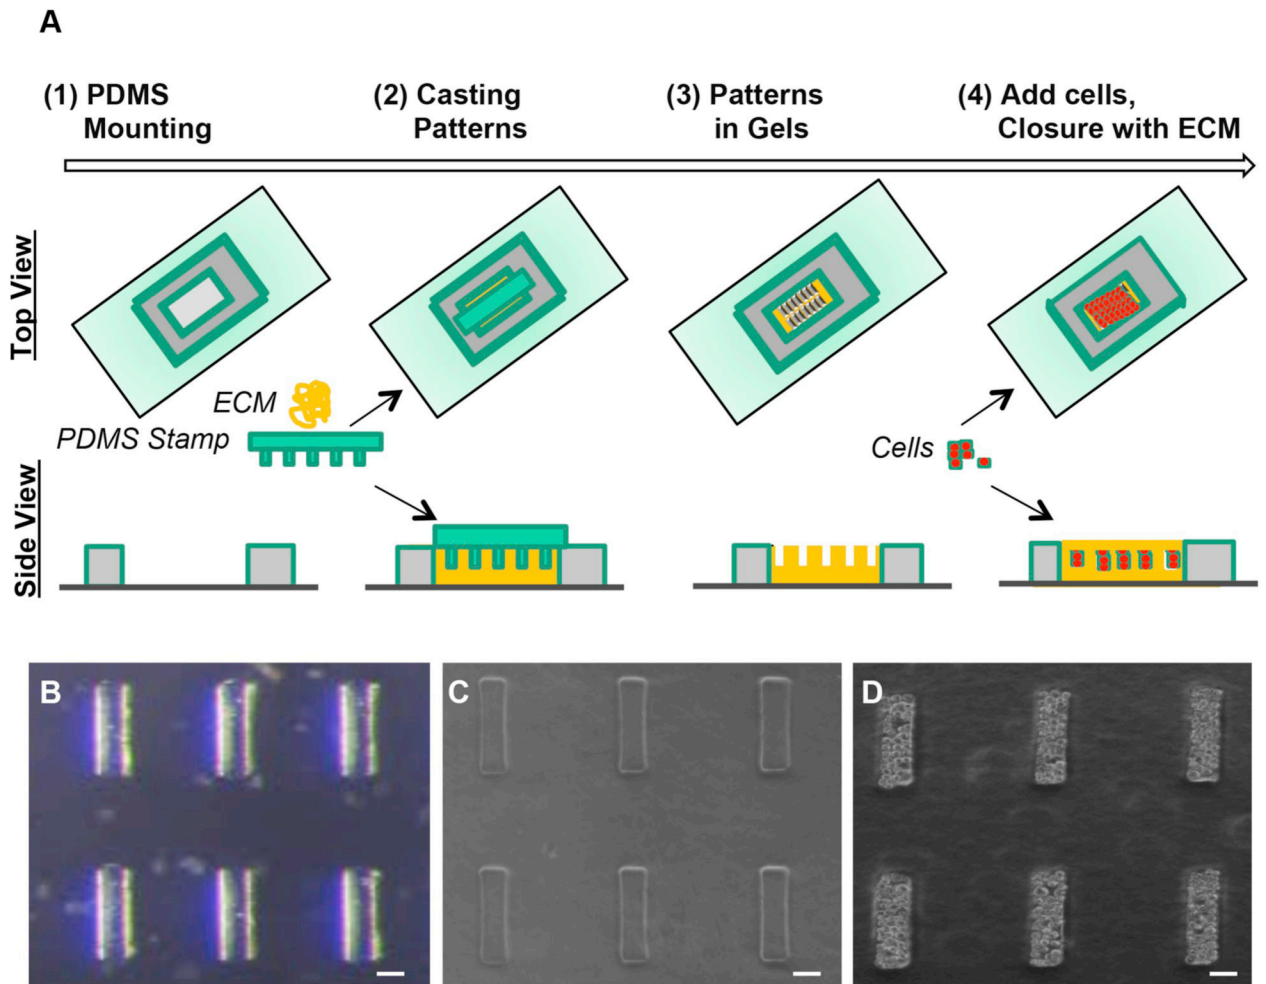 A
(1) PDMS
Mounting
(2) Casting
Patterns
(3) Patterns
in Gels
(4) Add cells,
Closure with ECM
Top View
ECM
PDMS Stamp
Cells
Side View
B
C
D